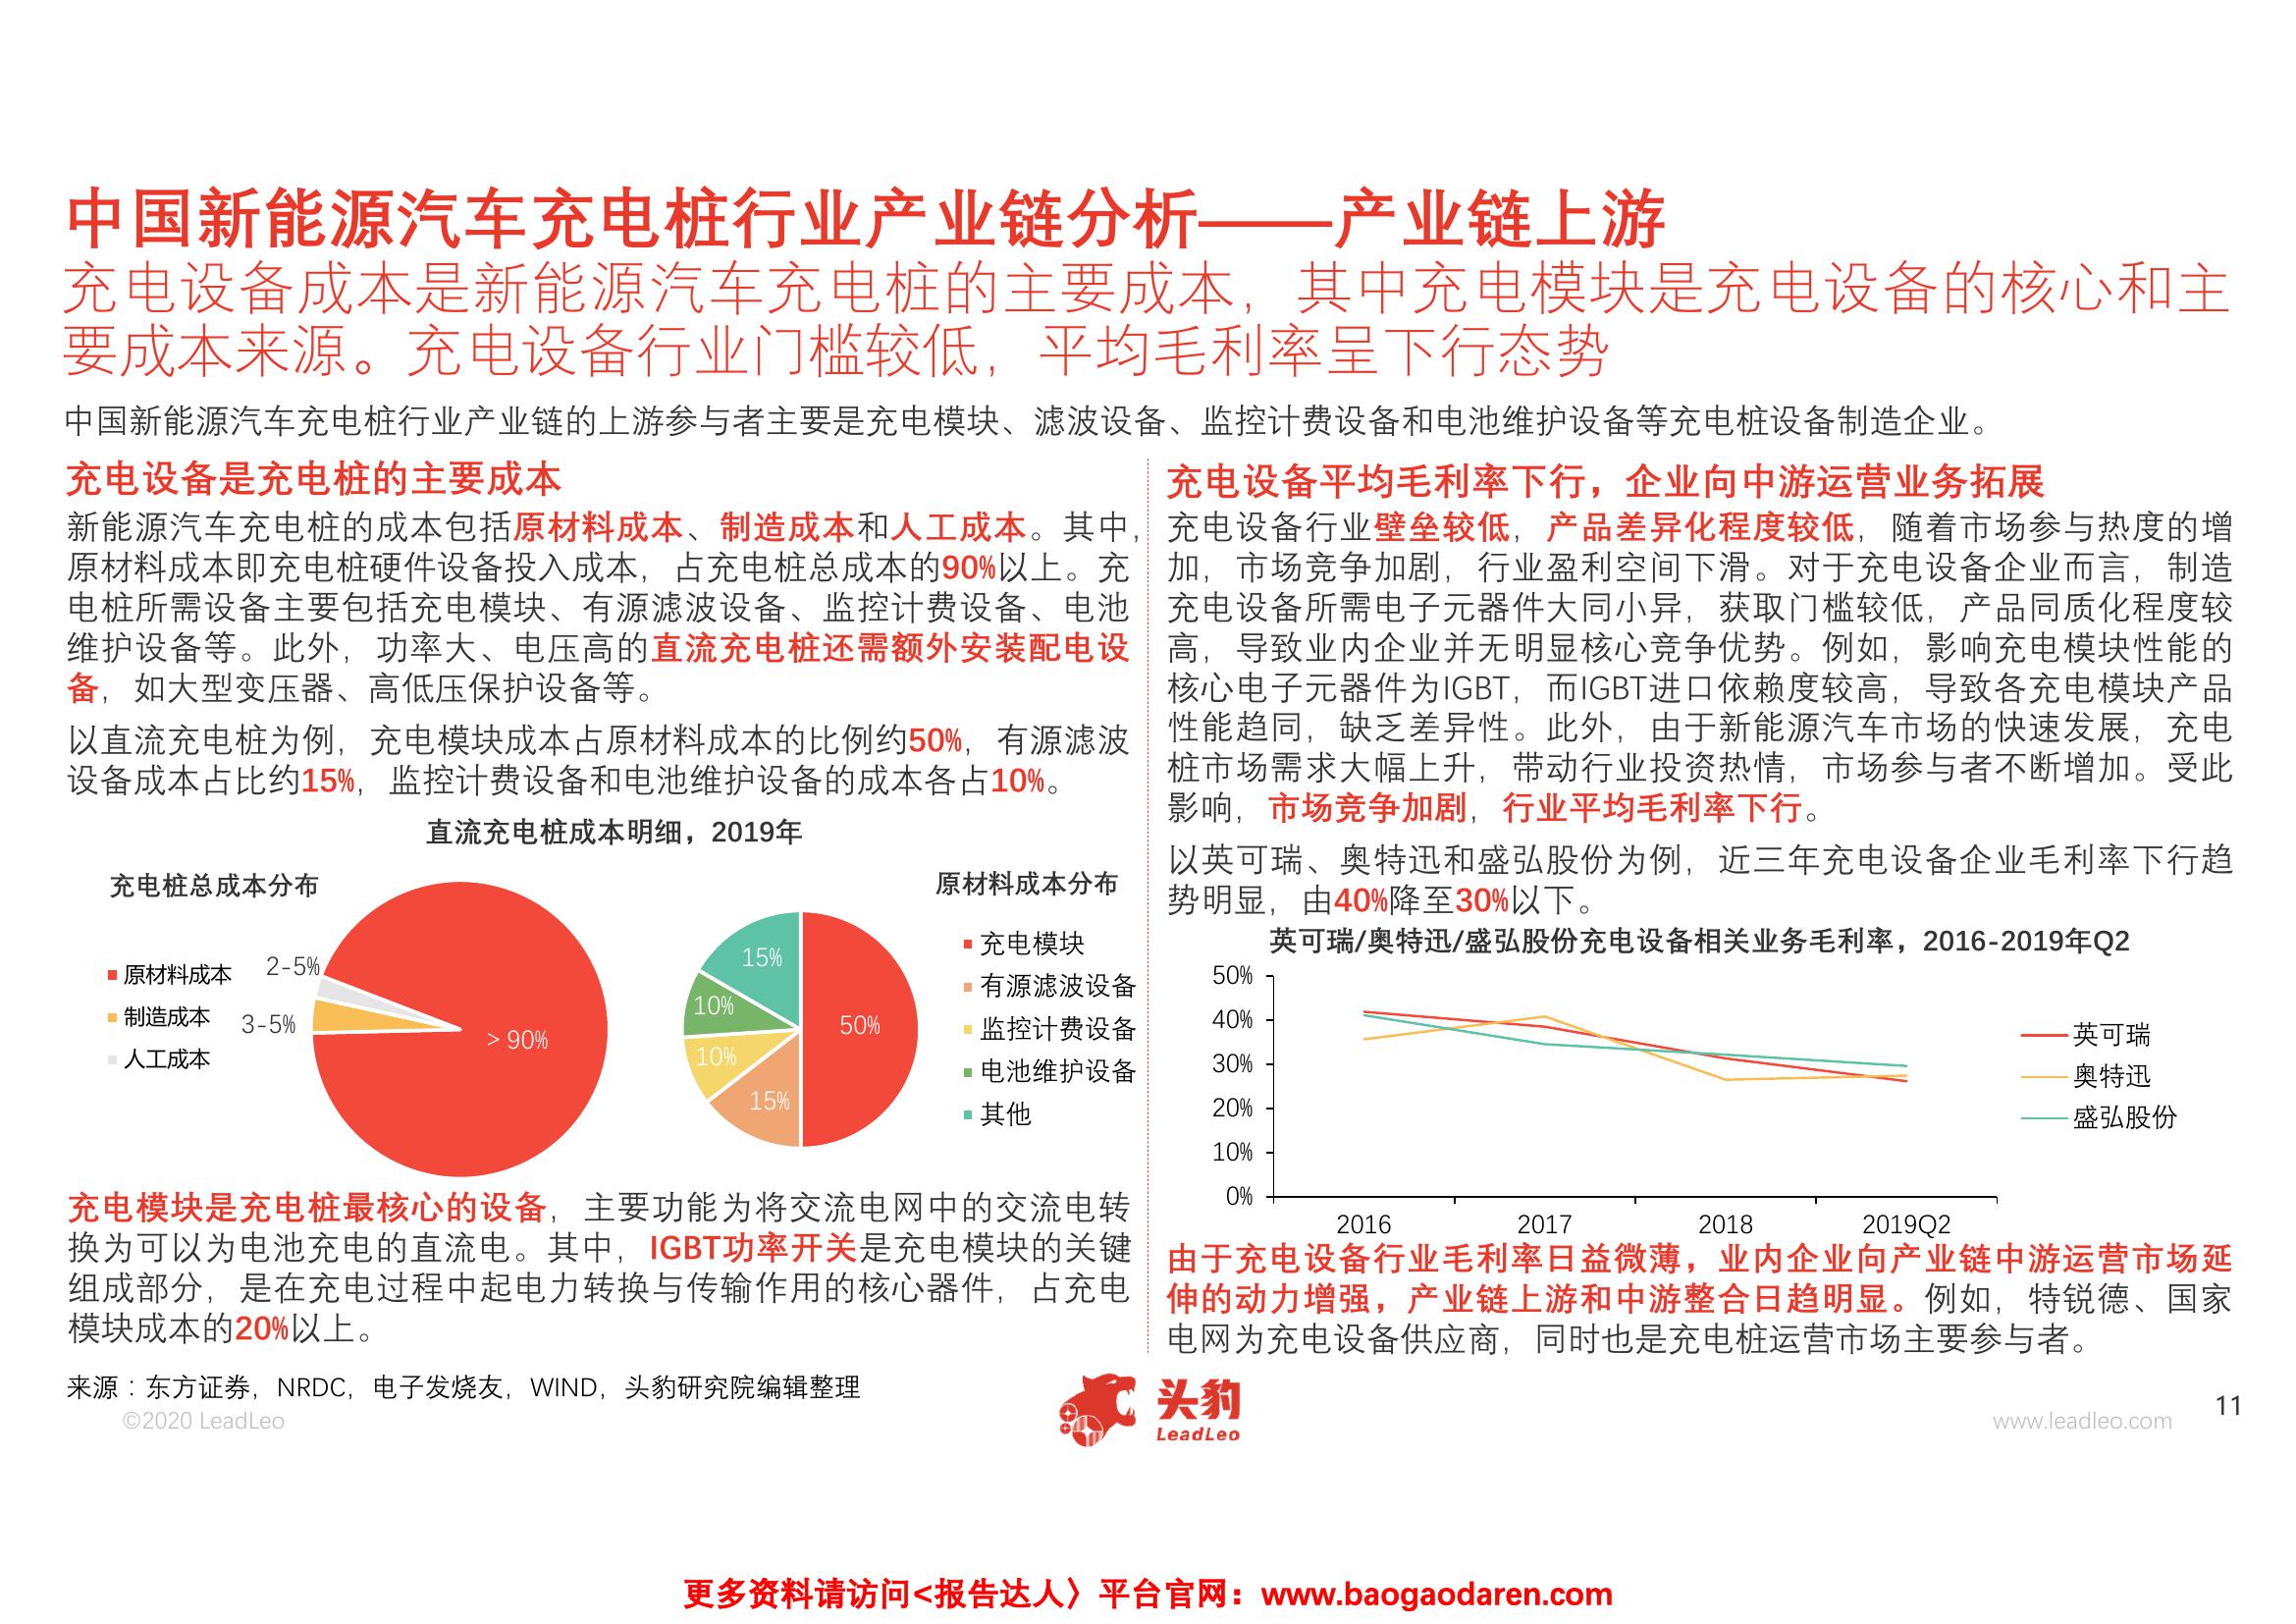 中国新能源汽车充电桩行业产业链分析——产业链上游
充电设备成本是新能源汽车充电桩的主要成本，其中充电模块是充电设备的核心和主
要成本来源。充电设备行业门槛较低，平均毛利率呈下行态势
中国新能源汽车充电桩行业产业链的上游参与者主要是充电模块、滤波设备、监控计费设备和电池维护设备等充电桩设备制造企业。
充电设备是充电桩的主要成本
新能源汽车充电桩的成本包括原材料成本、制造成本和人工成本。其中，
原材料成本即充电桩硬件设备投入成本，占充电桩总成本的90%以上。充
电桩所需设备主要包括充电模块、有源滤波设备、监控计费设备、电池
维护设备等。此外，功率大、电压高的直流充电桩还需额外安装配电设
备，如大型变压器、高低压保护设备等。
以直流充电桩为例，充电模块成本占原材料成本的比例约50%，有源滤波
设备成本占比约15%，监控计费设备和电池维护设备的成本各占10%。
直流充电桩成本明细，2019年
充电桩总成本分布
原材料成本
制造成本
人工成本
2-5%
3-5%
> 90%
原材料成本分布
15%
10%
10%
15%
50%
充电模块
有源滤波设备
监控计费设备
电池维护设备
其他
充电模块是充电桩最核心的设备，主要功能为将交流电网中的交流电转
换为可以为电池充电的直流电。其中，IGBT功率开关是充电模块的关键
组成部分，是在充电过程中起电力转换与传输作用的核心器件，占充电
模块成本的20%以上。
充电设备平均毛利率下行，企业向中游运营业务拓展
充电设备行业壁垒较低，产品差异化程度较低，随着市场参与热度的增
加，市场竞争加剧，行业盈利空间下滑。对于充电设备企业而言，制造
充电设备所需电子元器件大同小异，获取门槛较低，产品同质化程度较
高，导致业内企业并无明显核心竞争优势。例如，影响充电模块性能的
核心电子元器件为IGBT，而IGBT进口依赖度较高，导致各充电模块产品
性能趋同，缺乏差异性。此外，由于新能源汽车市场的快速发展，充电
桩市场需求大幅上升，带动行业投资热情，市场参与者不断增加。受此
影响，市场竞争加剧，行业平均毛利率下行。
以英可瑞、奥特迅和盛弘股份为例，近三年充电设备企业毛利率下行趋
势明显，由40%降至30%以下。
英可瑞/奥特迅/盛弘股份充电设备相关业务毛利率，2016-2019年Q2
50%
40%
30%
20%
10%
0%
2016 2017 2018 2019Q2
英可瑞
奥特迅
盛弘股份
由于充电设备行业毛利率日益微薄，业内企业向产业链中游运营市场延
伸的动力增强，产业链上游和中游整合日趋明显。例如，特锐德、国家
电网为充电设备供应商，同时也是充电桩运营市场主要参与者。
来源：东方证券，NRDC，电子发烧友，WIND，头豹研究院编辑整理
©2020 LeadLeo
头豹
LeadLeo
www.leadleo.com
11
更多资料请访问<报告达人〉平台官网：www.baogaodaren.com